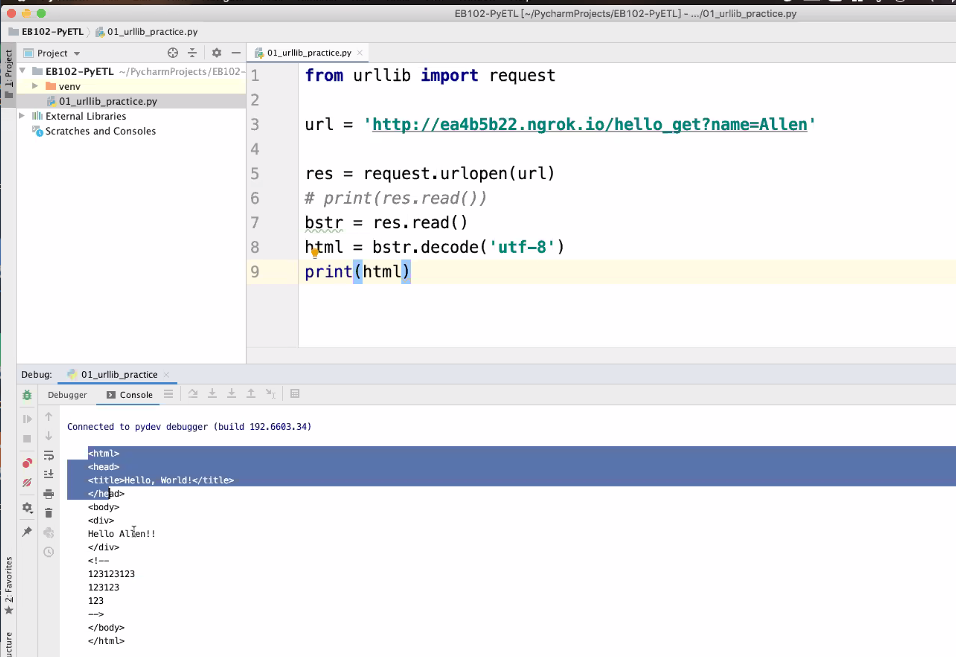 EB102-PyETL [~/PycharmProjects/EB102-PyETL] - .../01_urllib_practice.py
EB102-PyETL 01_urllib_practice.py
1: Project
Project
01_urllib_practice.py
EB102-PyETL ~/PycharmProjects/EB102-
venv
01_urllib_practice.py
External Libraries
Scratches and Consoles
1 from urllib import request
2
3 url = 'http://ea4b5b22.ngrok.io/hello_get?name=Allen'
4
5 res = request.urlopen(url)
6 # print(res.read())
7 bstr = res.read()
8 html = bstr.decode('utf-8')
9 print(html)
Debug: 01_urllib_practice
Debugger Console
Connected to pydev debugger (build 192.6603.34)
<html>
<head>
<title>Hello, World!</title>
</head>
<body>
<div>
Hello Allen!!
</div>
<!--
123123123
123123
123
-->
</body>
</html>
2: Favorites